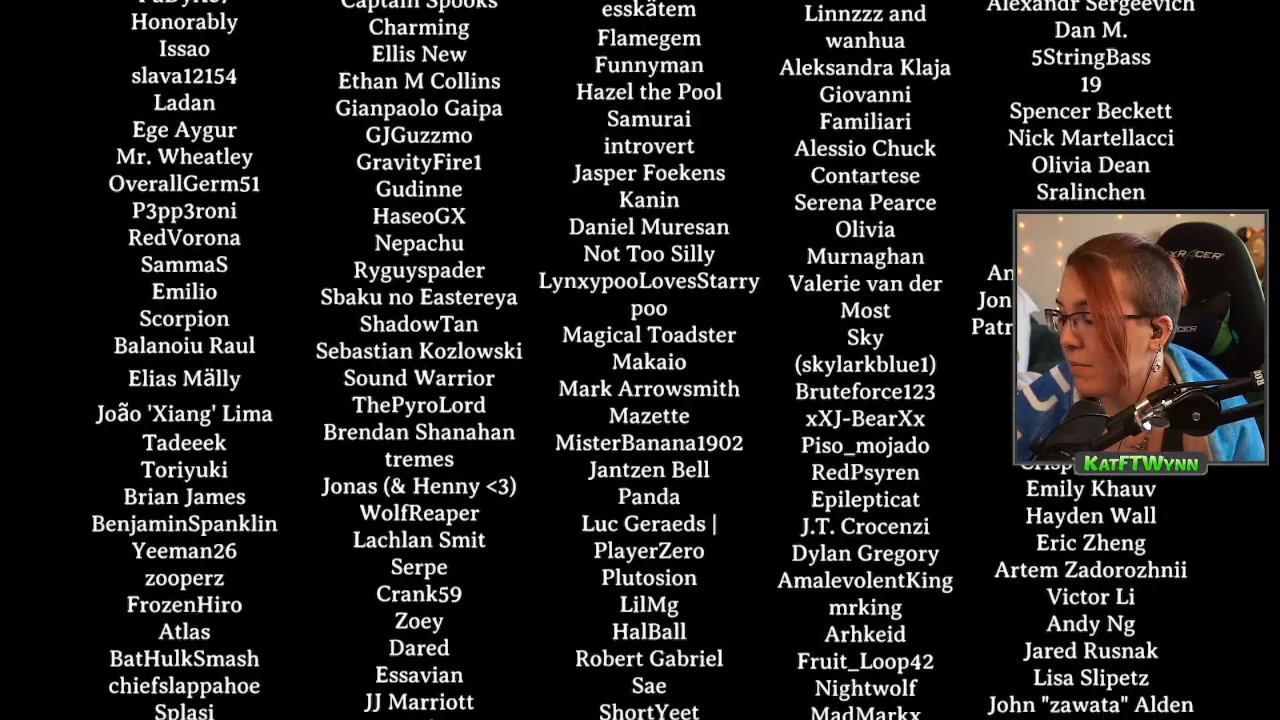 Honorably
Issao
slava12154
Ladan
Ege Aygur
Mr. Wheatley
OverallGerm51
P3pp3roni
RedVorona
SammaS
Emilio
Scorpion
Balanoiu Raul
Elias Mälly
João 'Xiang' Lima
Tadeeek
Toriyuki
Brian James
BenjaminSpanklin
Yeeman26
zooperz
FrozenHiro
Atlas
BatHulkSmash
chiefslappahoe
Splasi
Captain Spooks
Charming
Ellis New
Ethan M Collins
Gianpaolo Gaipa
GJGuzzmo
GravityFire1
Gudinne
HaseoGX
Nepachu
Ryguyspader
Sbaku no Eastereya
ShadowTan
Sebastian Kozlowski
Sound Warrior
ThePyroLord
Brendan Shanahan
tremes
Jonas (& Henny <3)
WolfReaper
Lachlan Smit
Serpe
Crank59
Zoey
Dared
Essavian
JJ Marriott
esskätem
Flamegem
Funnyman
Hazel the Pool
Samurai
introvert
Jasper Foekens
Kanin
Daniel Muresan
Not Too Silly
LynxypooLovesStarry
poo
Magical Toadster
Makaio
Mark Arrowsmith
Mazette
MisterBanana1902
Jantzen Bell
Panda
Luc Geraeds |
PlayerZero
Plutosion
LilMg
HalBall
Robert Gabriel
Sae
ShortYeet
Linnzzz and
wanhua
Aleksandra Klaja
Giovanni
Familiari
Alessio Chuck
Contartese
Serena Pearce
Olivia
Murnaghan
Valerie van der
Most
Sky
(skylarkblue1)
Bruteforce123
xXJ-BearXx
Piso_mojado
RedPsyren
Epilepticat
J.T. Crocenzi
Dylan Gregory
AmalevolentKing
mrking
Arhkeid
Fruit_Loop42
Nightwolf
MadMarkx
Alexandr Sergeevich
Dan M.
5StringBass
19
Spencer Beckett
Nick Martellacci
Olivia Dean
Sralinchen
KatFTWynn
Emily Khauv
Hayden Wall
Eric Zheng
Artem Zadorozhnii
Victor Li
Andy Ng
Jared Rusnak
Lisa Slipetz
John "zawata" Alden